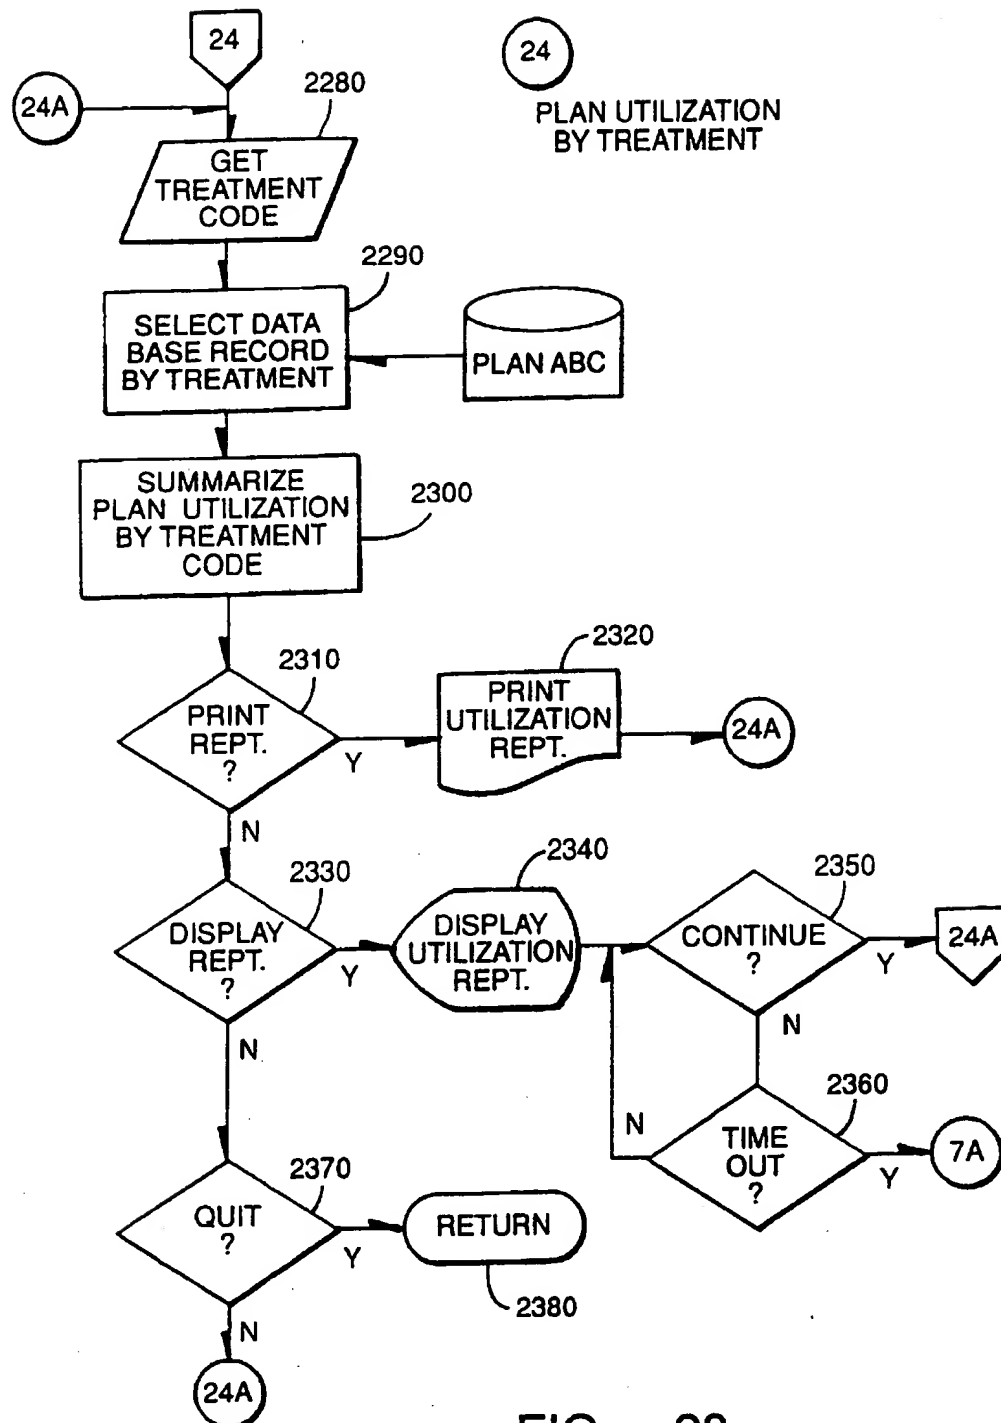 24
24
24A
2280
PLAN UTILIZATION
BY TREATMENT
GET
TREATMENT
CODE
2290
SELECT DATA
BASE RECORD
BY TREATMENT
PLAN ABC
SUMMARIZE
PLAN UTILIZATION
BY TREATMENT
CODE
2300
2310
PRINT
REPT.
?
Y
N
2320
PRINT
UTILIZATION
REPT.
24A
2330
DISPLAY
REPT.
?
Y
N
2340
DISPLAY
UTILIZATION
REPT.
2350
CONTINUE
?
Y
N
24A
2360
TIME
OUT
?
N
Y
7A
2370
QUIT
?
Y
N
RETURN
2380
24A